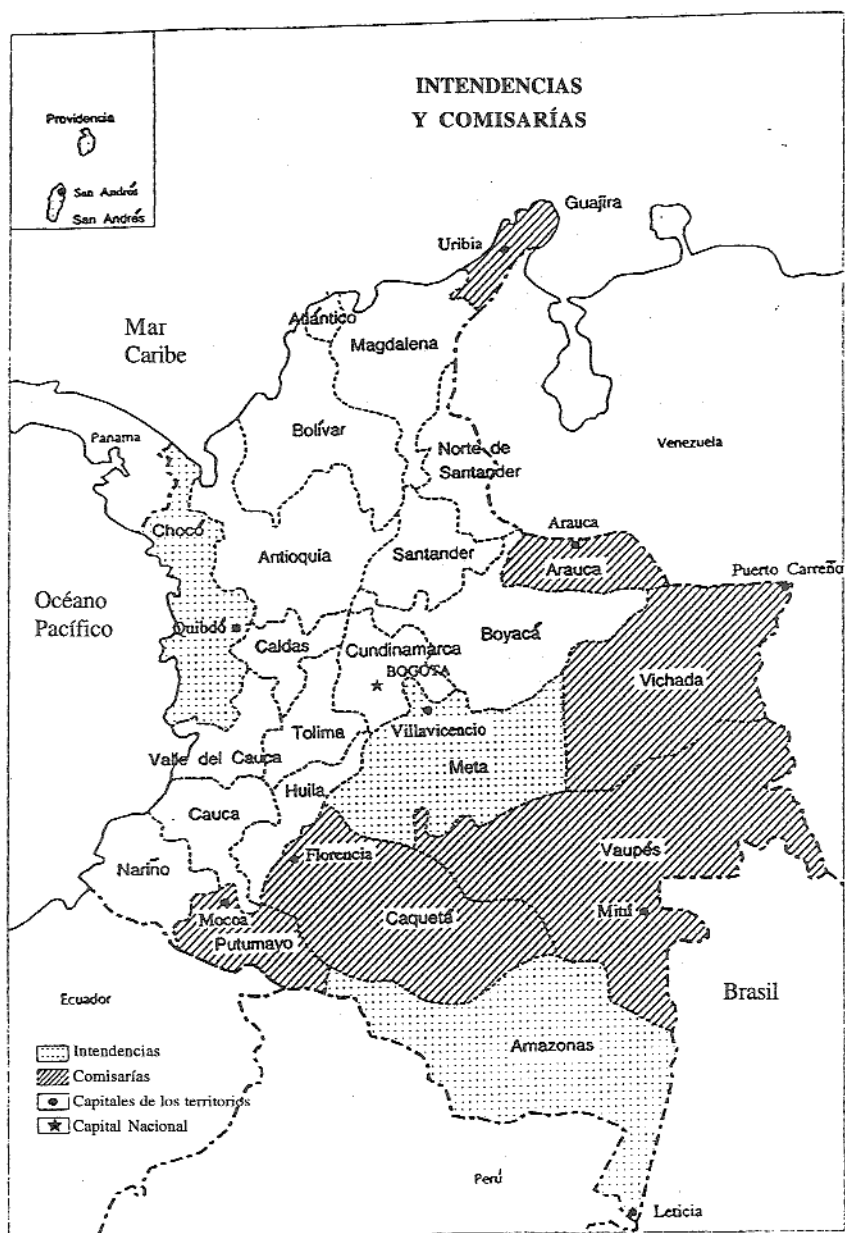 INTENDENCIAS
Y COMISARÍAS
Providencia
San Andrés
San Andrés
Guajira
Uribia
Mar
Caribe
Atlántico
Magdalena
Panama
Bolívar
Norte de
Santander
Venezuela
Chocó
Antioquia
Santander
Arauca
Arauca
Puerto Carreño
Océano
Pacífico
Quibdó
Caldas
Cundinamarca
BOGOTA
Boyacá
Vichada
Villavicencio
Tolima
Valle del Cauca
Meta
Huila
Cauca
Nariño
Florencia
Vaupés
Mocoa
Putumayo
Caquetá
Mitú
Ecuador
Brasil
Amazonas
Intendencias
Comisarías
Capitales de los territorios
Capital Nacional
Perú
Leticia